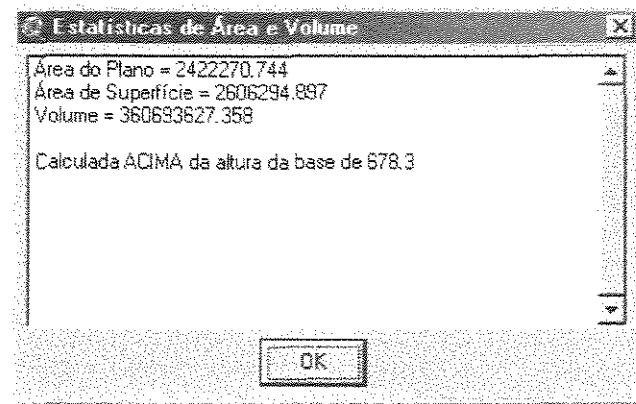 Estatísticas de Área e Volume
Área do Plano = 2422270.744
Área de Superfície = 2606294.897
Volume = 360693627.358
Calculada ACIMA da altura da base de 678.3
OK